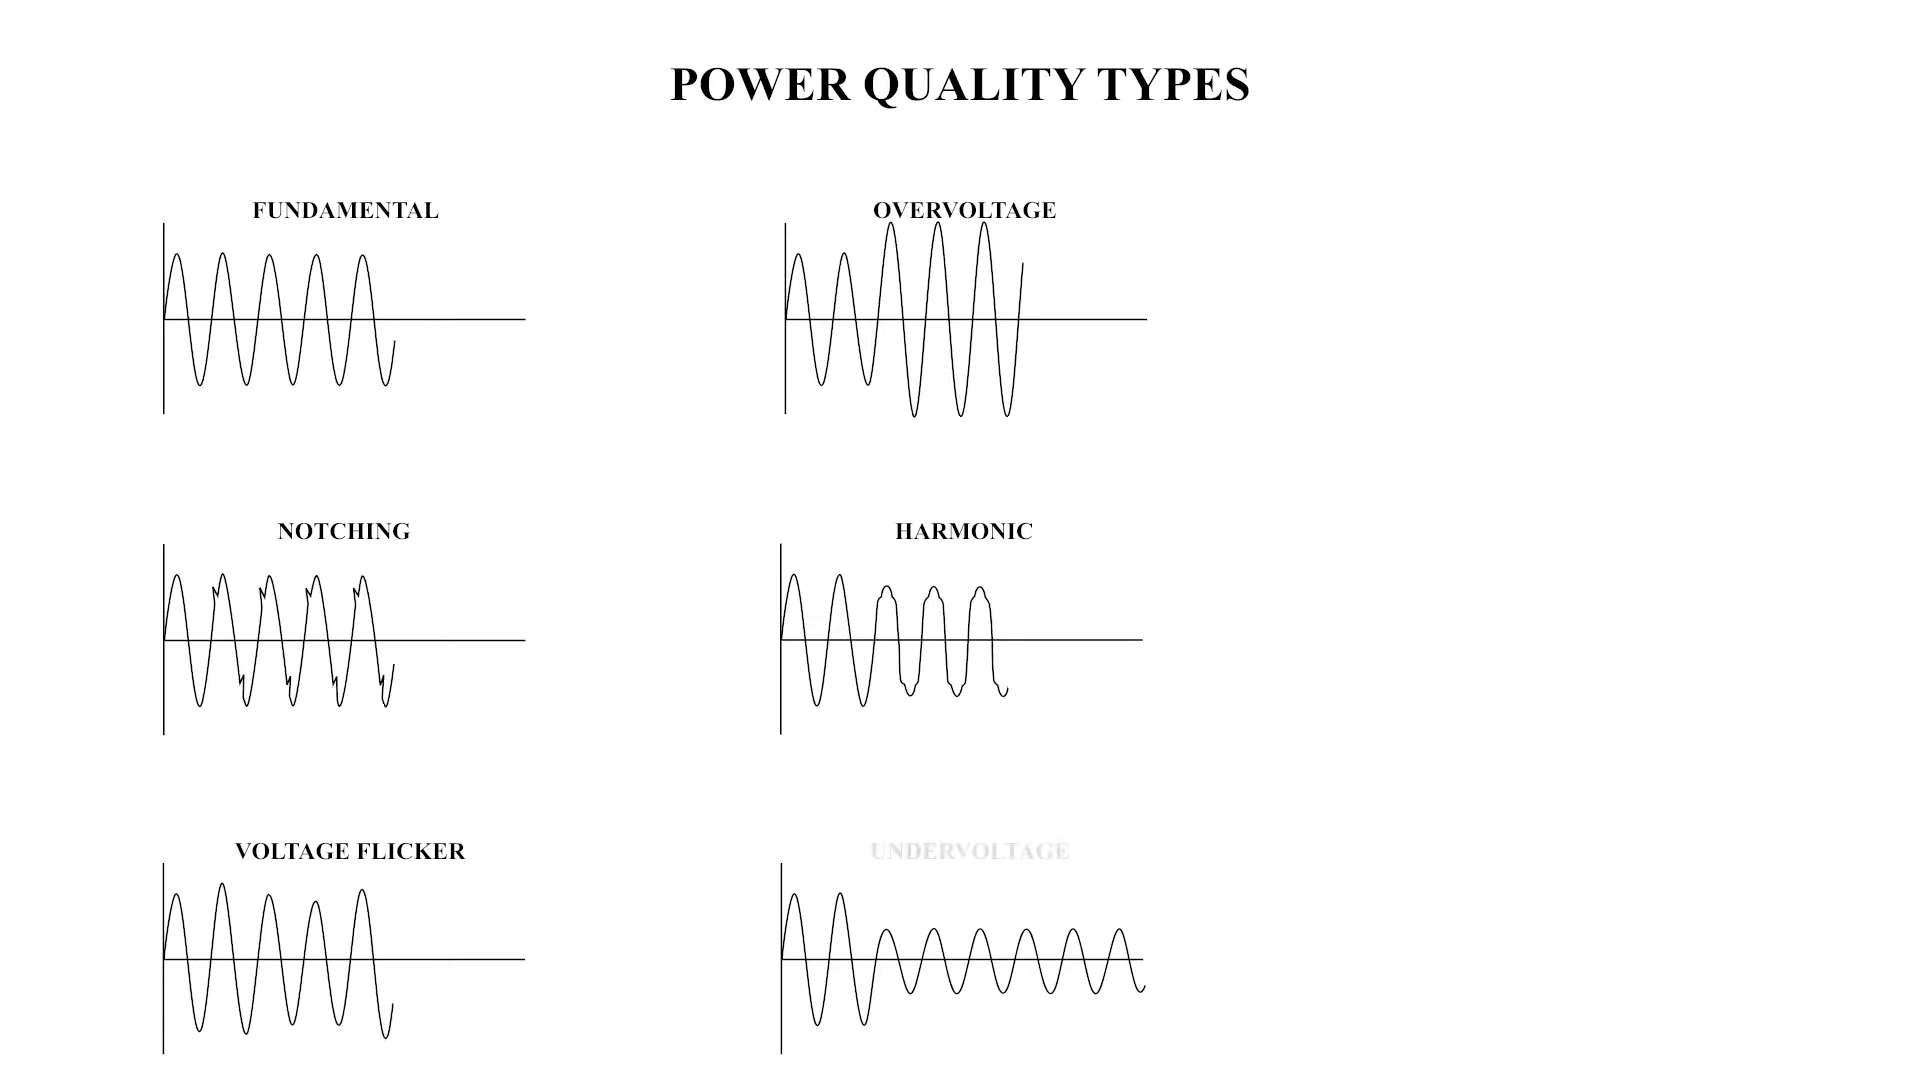 POWER QUALITY TYPES
FUNDAMENTAL
OVERVOLTAGE
NOTCHING
HARMONIC
VOLTAGE FLICKER
UNDERVOLTAGE